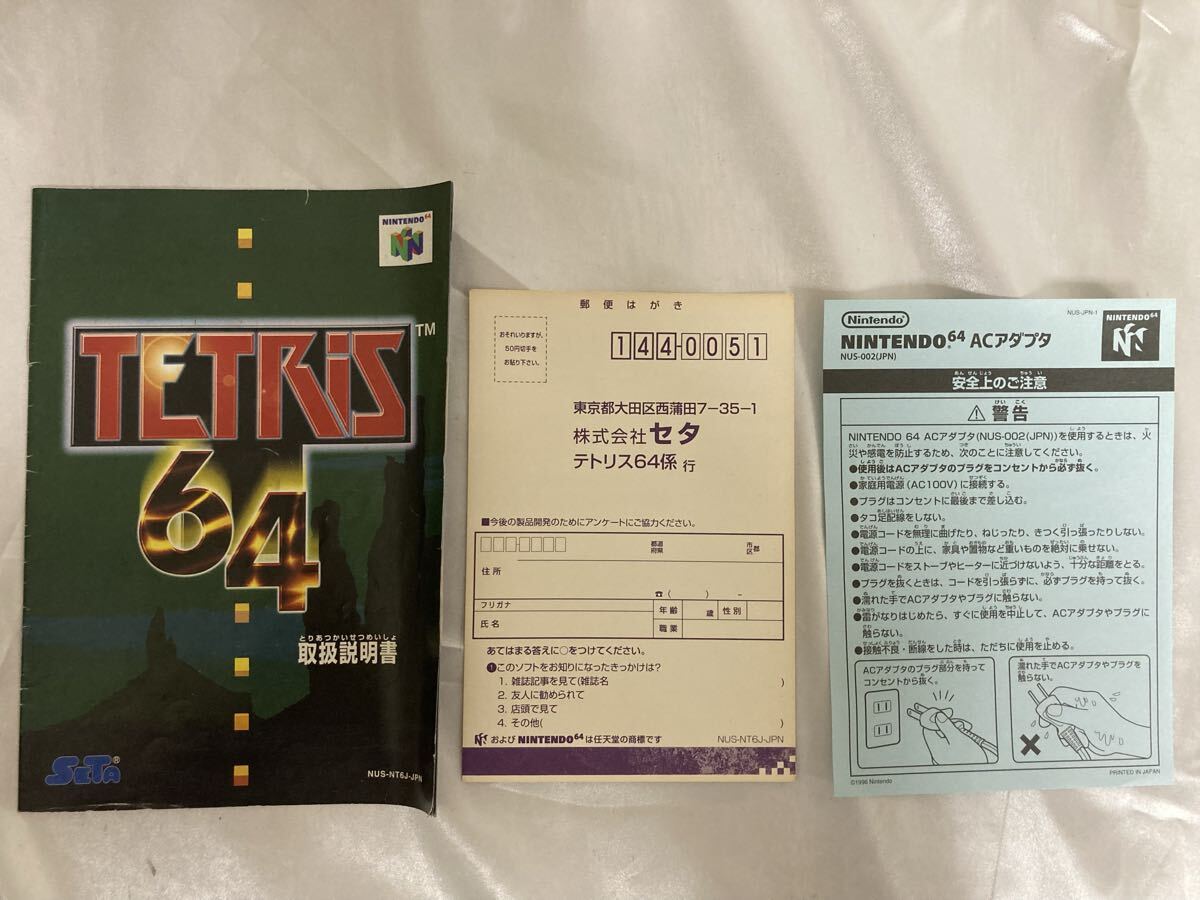 NINTENDO64
TETRIS™
64
とりあつかいせつめいしょ
取扱説明書
SETA®
NUS-NT6J-JPN
郵便はがき
おそれいりますが、
50円切手を
お貼り下さい。
144-0051
東京都大田区西蒲田7-35-1
株式会社セタ
テトリス64係 行
■今後の製品開発のためにアンケートにご協力ください。
都道
府県
市 郡
区
住所
☎( ) -
フリガナ
氏名
年齢 歳 性別
職業
あてはまる答えに○をつけてください。
❶このソフトをお知りになったきっかけは?
1. 雑誌記事を見て(雑誌名 )
2. 友人に勧められて
3. 店頭で見て
4. その他( )
および NINTENDO64 は任天堂の商標です
NUS-NT6J-JPN
NUS-JPN-1
Nintendo®
NINTENDO64 ACアダプタ
NUS-002(JPN)
NINTENDO64
あんぜんじょう ちゅうい
安全上のご注意
けいこく
⚠ 警告
NINTENDO 64 ACアダプタ(NUS-002(JPN))を使用するときは、火
災や感電を防止するため、次のことに注意してください。
●使用後はACアダプタのプラグをコンセントから必ず抜く。
●家庭用電源(AC100V)に接続する。
●プラグはコンセントに最後まで差し込む。
●タコ足配線をしない。
●電源コードを無理に曲げたり、ねじったり、きつく引っ張ったりしない。
●電源コードの上に、家具や置物など重いものを絶対に乗せない。
●電源コードをストーブやヒーターに近づけないよう、十分な距離をとる。
●プラグを抜くときは、コードを引っ張らずに、必ずプラグを持って抜く。
●濡れた手でACアダプタやプラグに触らない。
●雷がなりはじめたら、すぐに使用を中止して、ACアダプタやプラグに
触らない。
●接触不良・断線をした時は、ただちに使用を止める。
ACアダプタのプラグ部分を持って
コンセントから抜く。
濡れた手でACアダプタやプラグを
触らない。
©1996 Nintendo
PRINTED IN JAPAN